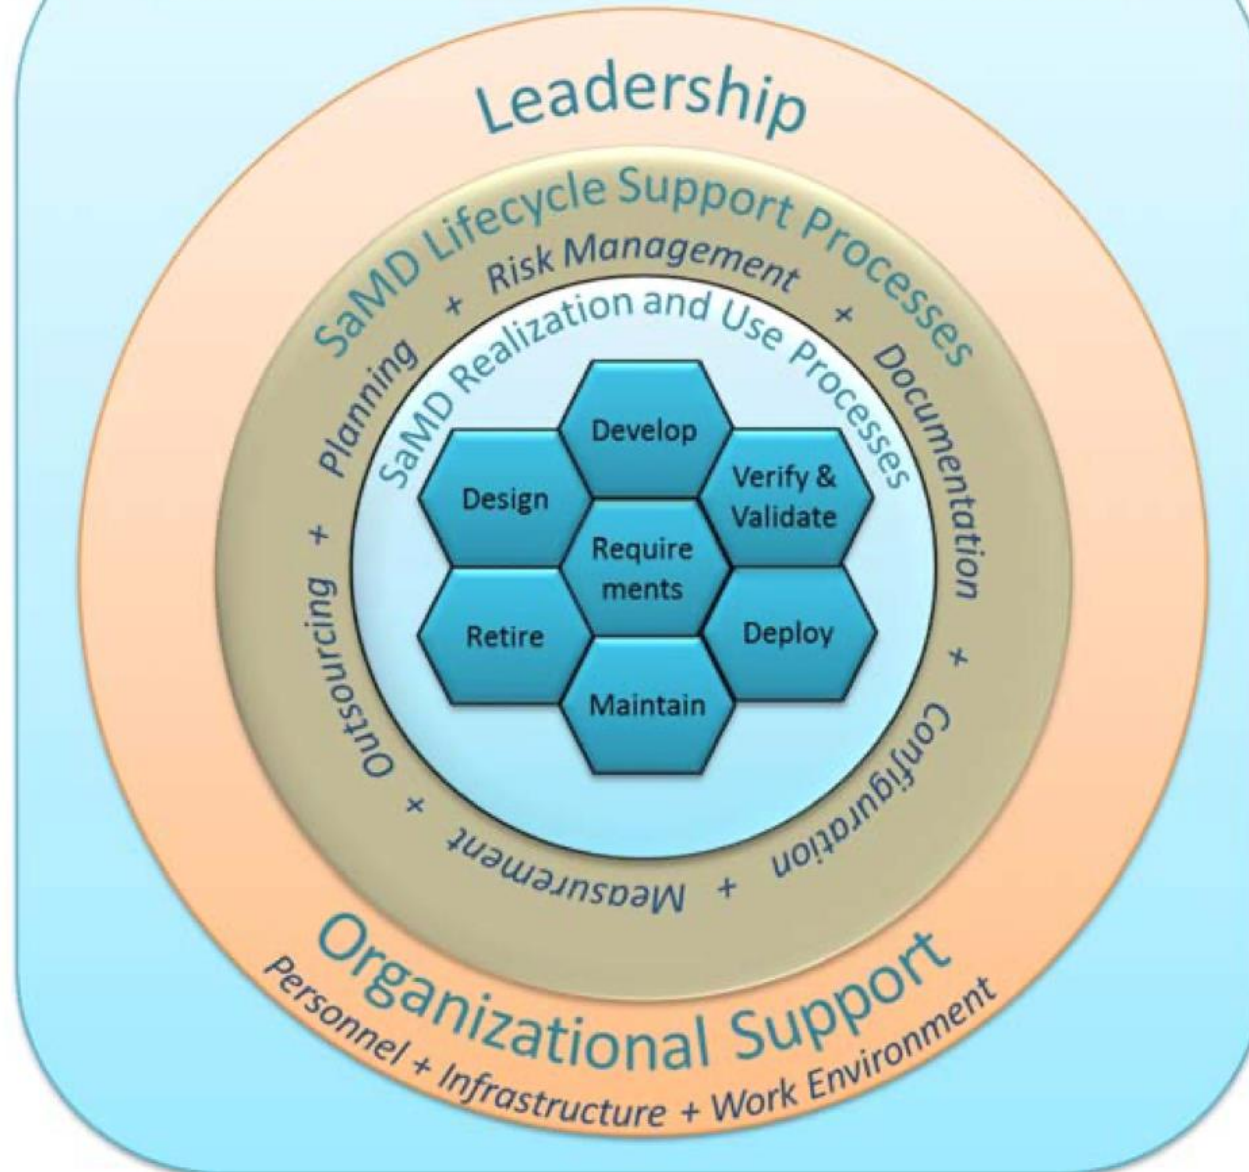 Leadership
SaMD Lifecycle Support Processes
Planning + Risk Management + Documentation + Configuration + Measurement + Outsourcing +
SaMD Realization and Use Processes
Develop
Design
Verify &
Validate
Require
ments
Retire
Deploy
Maintain
Organizational Support
Personnel + Infrastructure + Work Environment